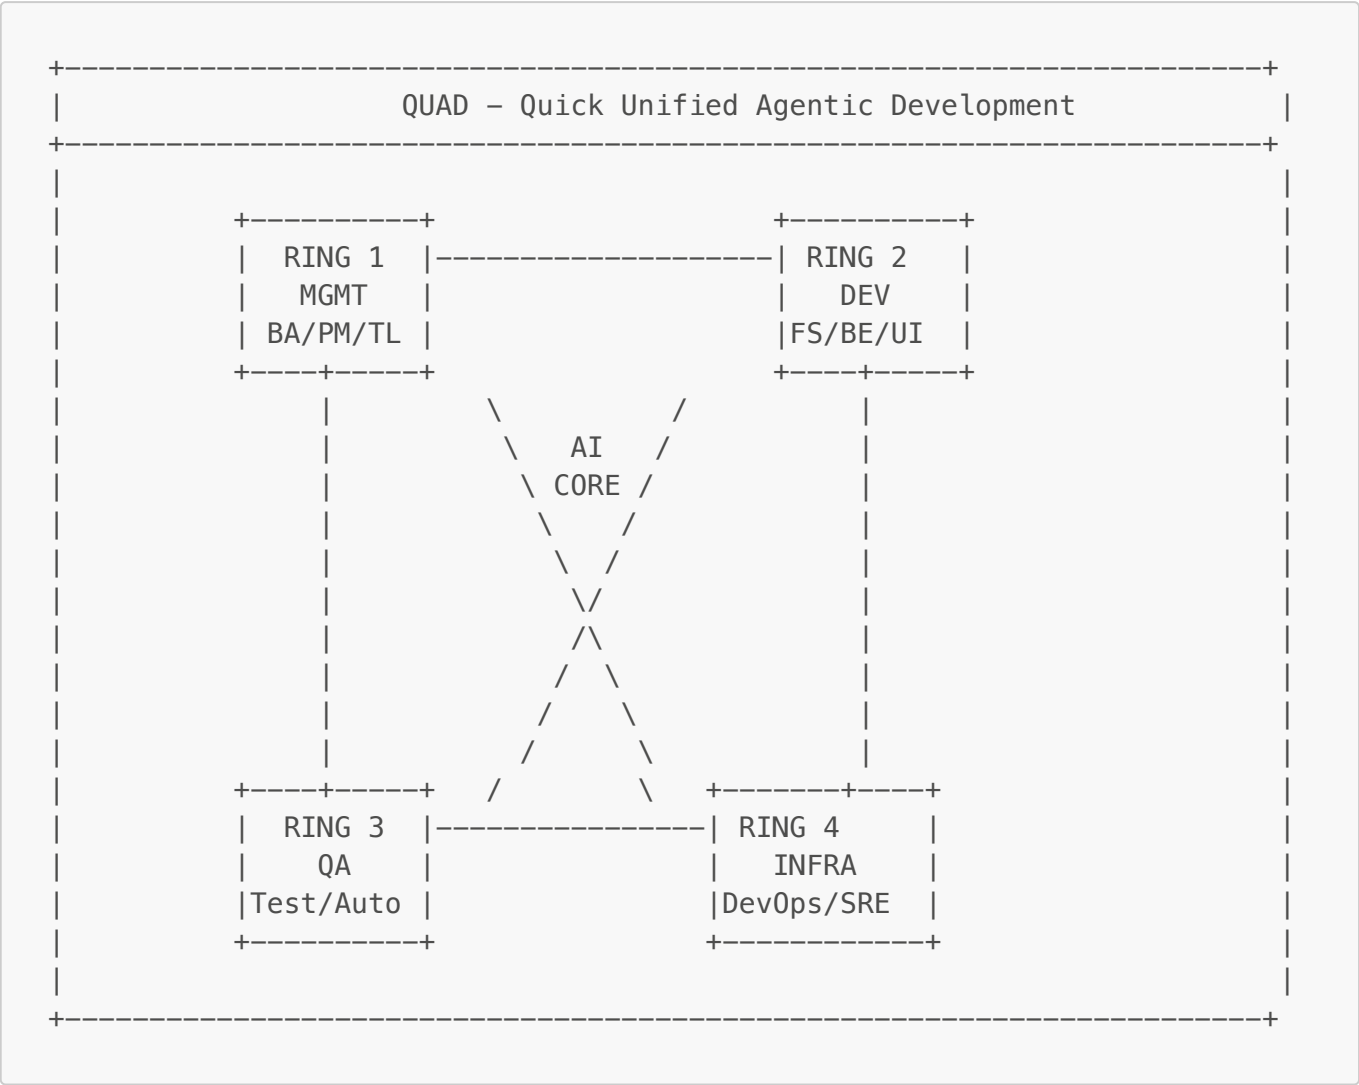 QUAD – Quick Unified Agentic Development
RING 1 RING 2
MGMT DEV
BA/PM/TL FS/BE/UI
AI
CORE
RING 3 RING 4
QA INFRA
Test/Auto DevOps/SRE